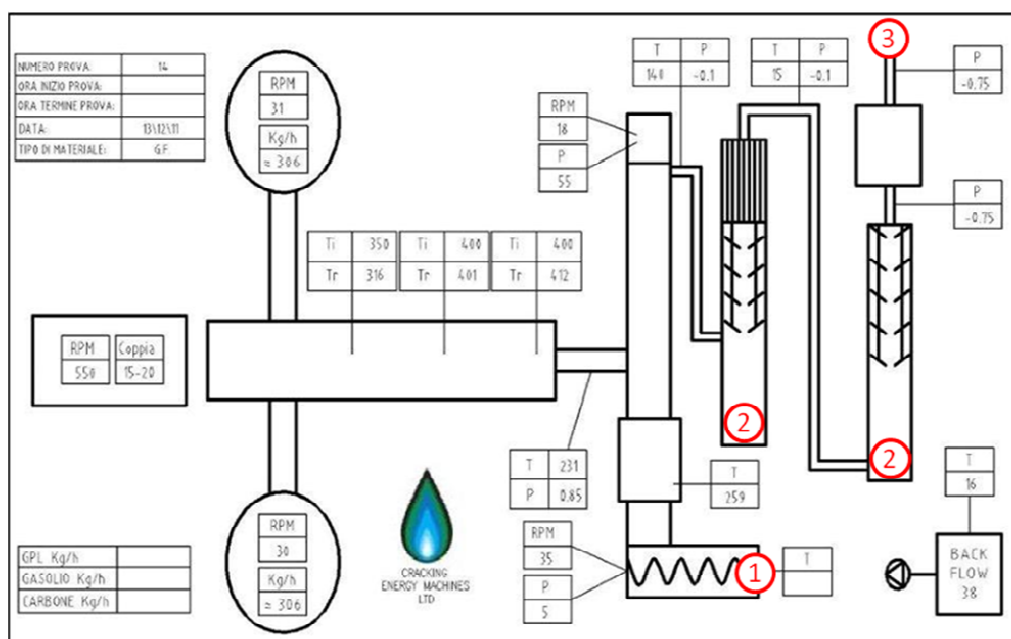 NUMERO PROVA: 14
ORA INIZIO PROVA:
ORA TERMINE PROVA:
DATA: 13\12\11
TIPO DI MATERIALE: G.F.
RPM
31
Kg/h
≈ 306
T P
140 -0.1
T P
15 -0.1
3
P
-0.75
RPM
18
P
55
P
-0.75
Ti 350
Tr 316
Ti 400
Tr 401
Ti 400
Tr 412
RPM
550
Coppia
15-20
2
2
T 231
P 0.85
T
259
T
16
RPM
30
Kg/h
≈ 306
RPM
35
P
5
1
T
BACK
FLOW
38
CRACKING
ENERGY MACHINES
LTD
GPL Kg/h
GASOLIO Kg/h
CARBONE Kg/h